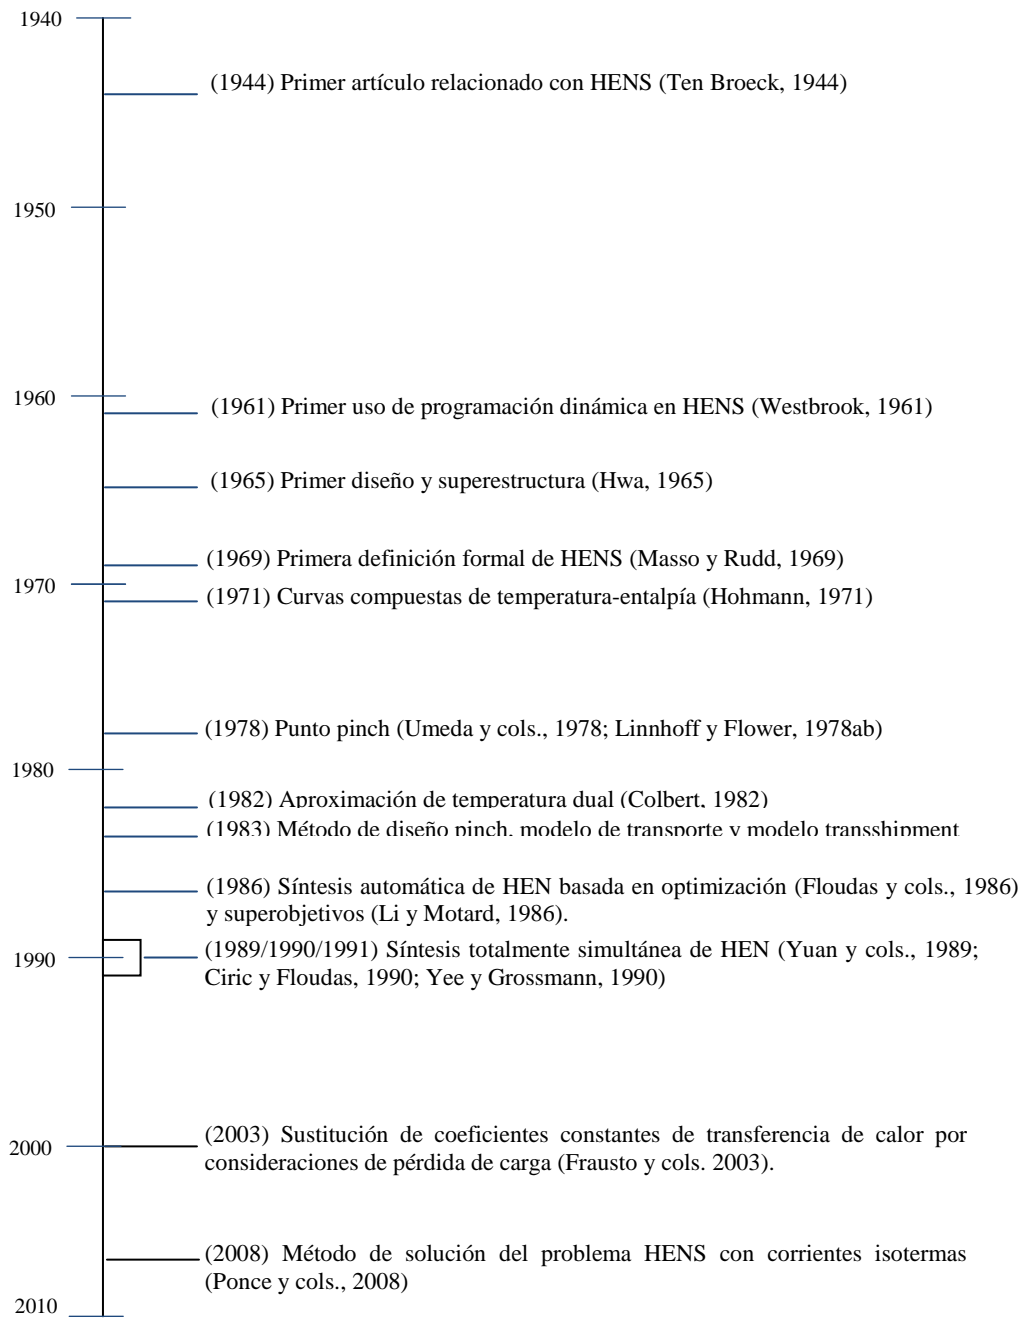 1940
(1944) Primer artículo relacionado con HENS (Ten Broeck, 1944)
1950
1960
(1961) Primer uso de programación dinámica en HENS (Westbrook, 1961)
(1965) Primer diseño y superestructura (Hwa, 1965)
(1969) Primera definición formal de HENS (Masso y Rudd, 1969)
1970
(1971) Curvas compuestas de temperatura-entalpía (Hohmann, 1971)
(1978) Punto pinch (Umeda y cols., 1978; Linnhoff y Flower, 1978ab)
1980
(1982) Aproximación de temperatura dual (Colbert, 1982)
(1983) Método de diseño pinch, modelo de transporte y modelo transshipment
(1986) Síntesis automática de HEN basada en optimización (Floudas y cols., 1986)
y superobjetivos (Li y Motard, 1986).
1990
(1989/1990/1991) Síntesis totalmente simultánea de HEN (Yuan y cols., 1989;
Ciric y Floudas, 1990; Yee y Grossmann, 1990)
2000
(2003) Sustitución de coeficientes constantes de transferencia de calor por
consideraciones de pérdida de carga (Frausto y cols. 2003).
(2008) Método de solución del problema HENS con corrientes isotermas
(Ponce y cols., 2008)
2010